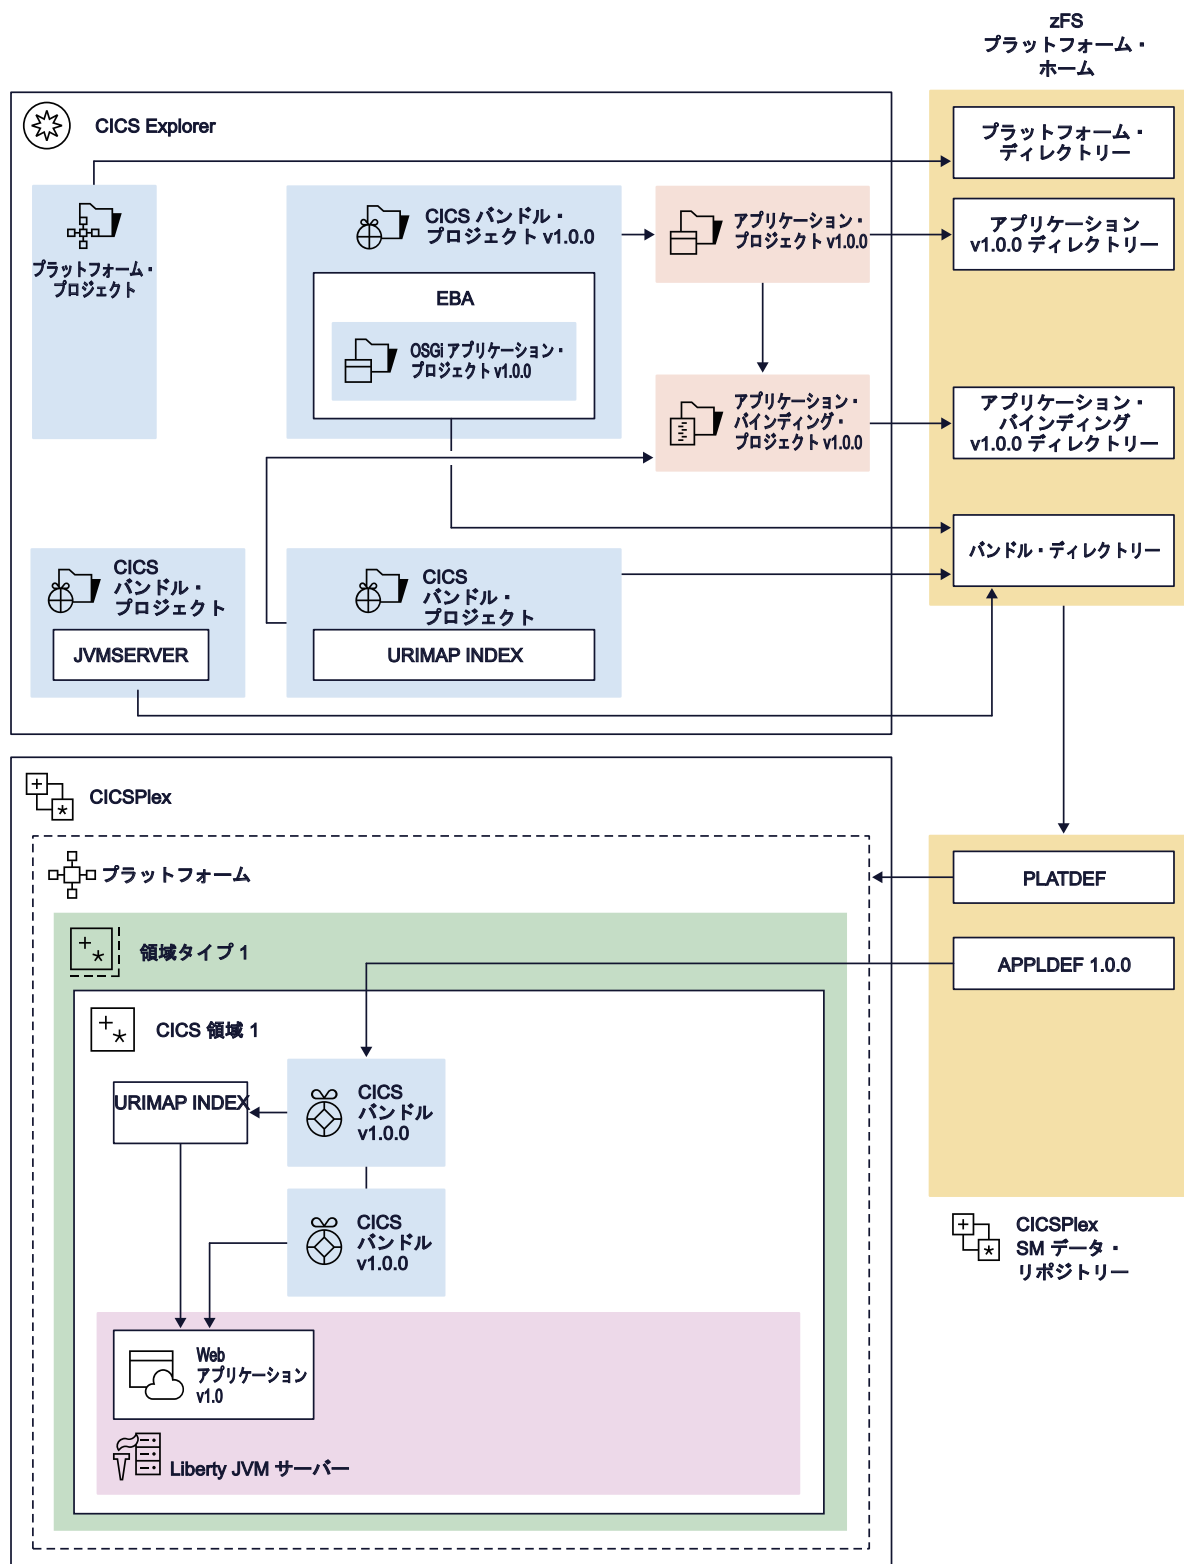 zFS
プラットフォーム・
ホーム
CICS Explorer
プラットフォーム・
ディレクトリー
プラットフォーム・
プロジェクト
CICS バンドル・
プロジェクト v1.0.0
アプリケーション・
プロジェクト v1.0.0
アプリケーション
v1.0.0 ディレクトリー
EBA
OSGi アプリケーション・
プロジェクト v1.0.0
アプリケーション・
バインディング・
プロジェクト v1.0.0
アプリケーション・
バインディング
v1.0.0 ディレクトリー
バンドル・ディレクトリー
CICS
バンドル・
プロジェクト
JVMSERVER
CICS
バンドル・
プロジェクト
URIMAP INDEX
CICSPlex
プラットフォーム
PLATDEF
領域タイプ 1
APPLDEF 1.0.0
CICS 領域 1
URIMAP INDEX
CICS
バンドル
v1.0.0
CICS
バンドル
v1.0.0
CICSPlex
SM データ・
リポジトリー
Web
アプリケーション
v1.0
Liberty JVM サーバー